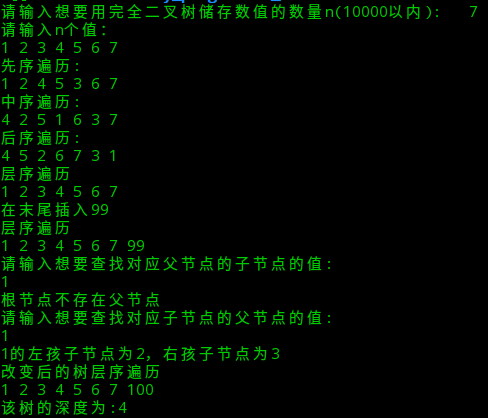 请输入想要用完全二叉树储存数值的数量n(10000以内): 7
请输入n个值:
1 2 3 4 5 6 7
先序遍历:
1 2 4 5 3 6 7
中序遍历:
4 2 5 1 6 3 7
后序遍历:
4 5 2 6 7 3 1
层序遍历
1 2 3 4 5 6 7
在末尾插入99
层序遍历
1 2 3 4 5 6 7 99
请输入想要查找对应父节点的子节点的值:
1
根节点不存在父节点
请输入想要查找对应子节点的父节点的值:
1
1的左孩子节点为2，右孩子节点为3
改变后的树层序遍历
1 2 3 4 5 6 7 100
该树的深度为:4